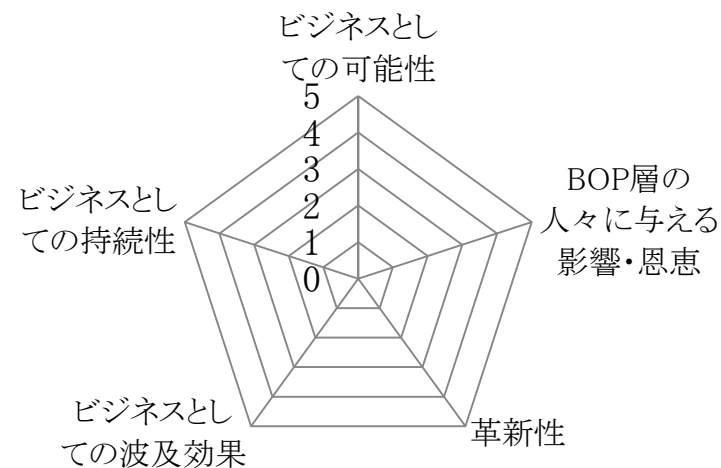 ビジネスとし
ての可能性
5
4
3
2
1
0
BOP層の
人々に与える
影響・恩恵
革新性
ビジネスとし
ての波及効果
ビジネスとし
ての持続性